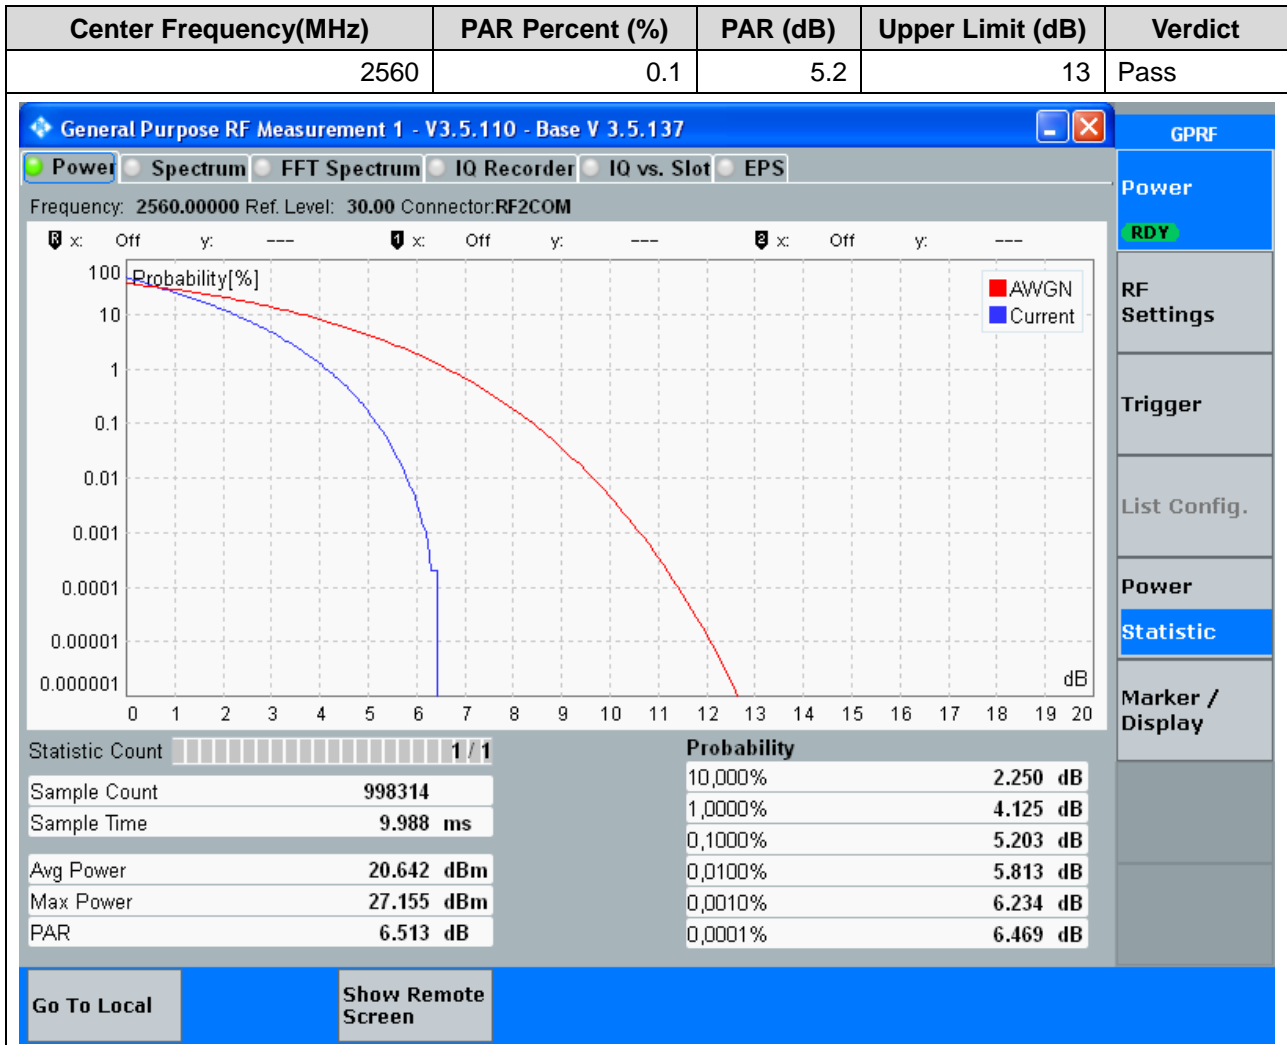 Center Frequency(MHz) PAR Percent (%) PAR (dB) Upper Limit (dB) Verdict
2560 0.1 5.2 13 Pass
General Purpose RF Measurement 1 - V3.5.110 - Base V 3.5.137
GPRF
Power Spectrum FFT Spectrum IQ Recorder IQ vs. Slot EPS
Frequency: 2560.00000 Ref. Level: 30.00 Connector:RF2COM
R x: Off y: --- 1 x: Off y: --- 2 x: Off y: ---
Probability[%]
AWGN
Current
100
10
1
0.1
0.01
0.001
0.0001
0.00001
0.000001
dB
0 1 2 3 4 5 6 7 8 9 10 11 12 13 14 15 16 17 18 19 20
Statistic Count 1 / 1
Sample Count 998314
Sample Time 9.988 ms
Avg Power 20.642 dBm
Max Power 27.155 dBm
PAR 6.513 dB
Probability
10,000% 2.250 dB
1,0000% 4.125 dB
0,1000% 5.203 dB
0,0100% 5.813 dB
0,0010% 6.234 dB
0,0001% 6.469 dB
Power
RDY
RF
Settings
Trigger
List Config.
Power
Statistic
Marker /
Display
Go To Local
Show Remote
Screen